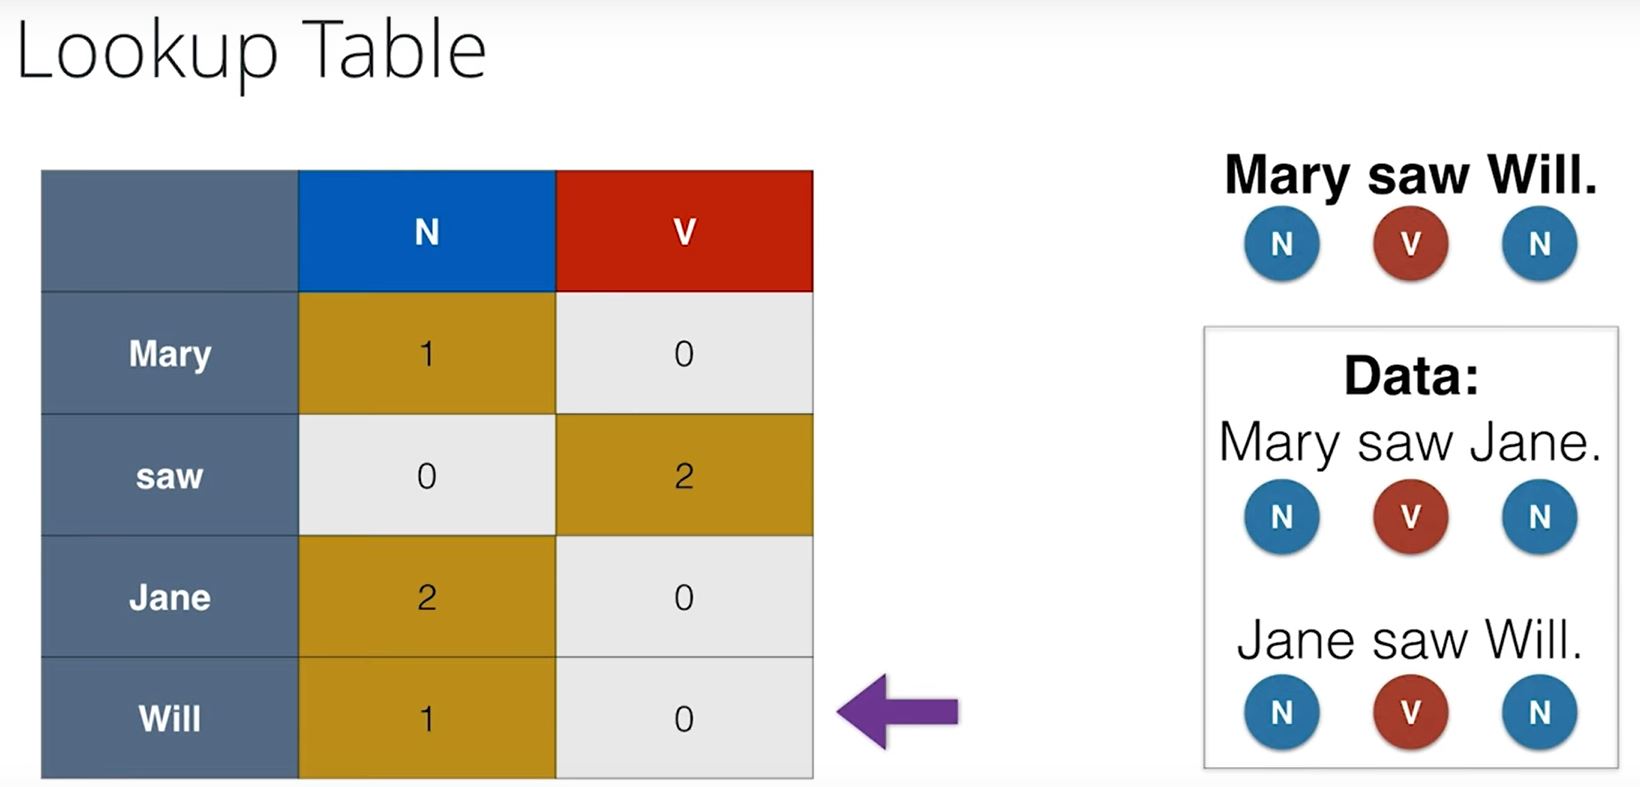 Lookup Table
N V
Mary 1 0
saw 0 2
Jane 2 0
Will 1 0
Mary saw Will.
N V N
Data:
Mary saw Jane.
N V N
Jane saw Will.
N V N